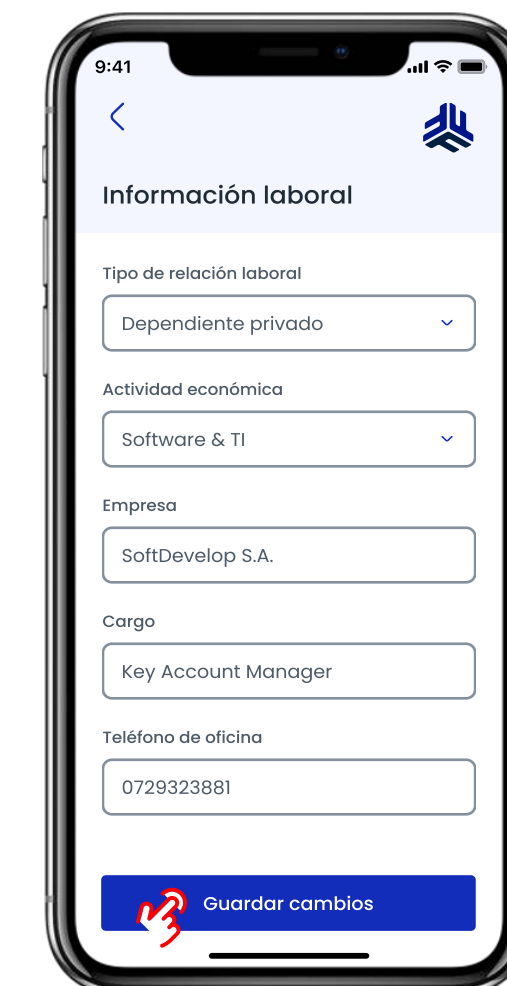 9:41
Información laboral
Tipo de relación laboral
Dependiente privado
Actividad económica
Software & TI
Empresa
SoftDevelop S.A.
Cargo
Key Account Manager
Teléfono de oficina
0729323881
Guardar cambios